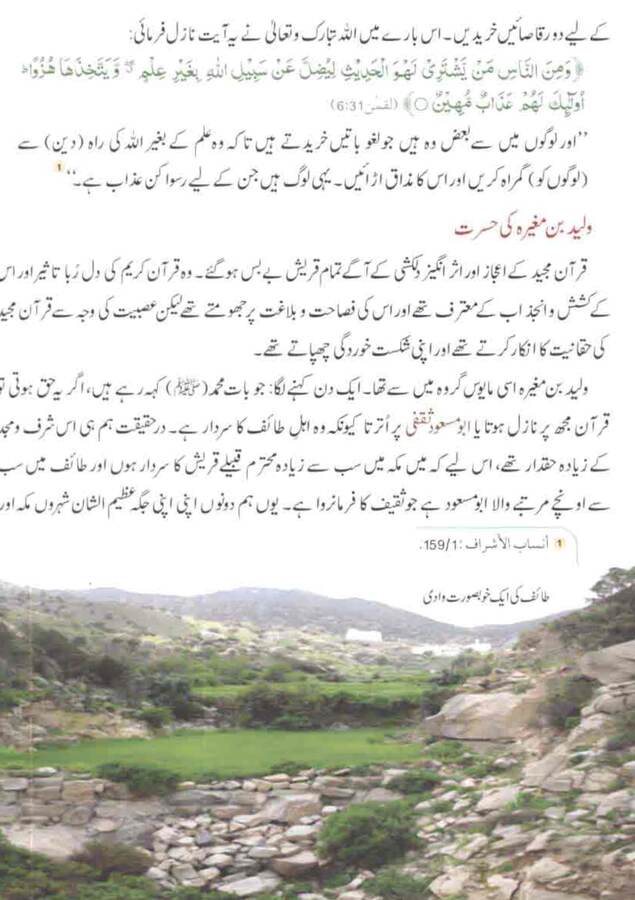 کے لیے دو رقاصائیں خریدیں۔ اس بارے میں اللہ تبارک وتعالیٰ نے یہ آیت نازل فرمائی:
﴿وَمِنَ النَّاسِ مَنْ يَّشْتَرِىْ لَهْوَ الْحَدِيْثِ لِيُضِلَّ عَنْ سَبِيْلِ اللّٰهِ بِغَيْرِ عِلْمٍ ۖ وَّيَتَّخِذَهَا هُزُوًا ؕ
اُولٰٓئِكَ لَهُمْ عَذَابٌ مُّهِيْنٌ ○﴾ (لقمٰن 6:31)
’’اور لوگوں میں سے بعض وہ ہیں جو لغو باتیں خریدتے ہیں تاکہ وہ علم کے بغیر اللہ کی راہ (دین) سے
(لوگوں کو) گمراہ کریں اور اس کا مذاق اڑائیں۔ یہی لوگ ہیں جن کے لیے رسوا کن عذاب ہے۔‘‘ 1
ولید بن مغیرہ کی حسرت
قرآن مجید کے اعجاز اور اثر انگیز دلکشی کے آگے تمام قریش بے بس ہو گئے۔ وہ قرآن کریم کی دل رُبا تاثیر اور اس
کے کشش و انجذاب کے معترف تھے اور اس کی فصاحت و بلاغت پر جھومتے تھے لیکن عصبیت کی وجہ سے قرآن مجید
کی حقانیت کا انکار کرتے تھے اور اپنی شکست خوردگی چھپاتے تھے۔
ولید بن مغیرہ اسی مایوس گروہ میں سے تھا۔ ایک دن کہنے لگا: جو بات محمد (ﷺ) کہہ رہے ہیں، اگر یہ حق ہوتی تو
قرآن مجھ پر نازل ہوتا یا ابو مسعود ثقفی پر اُترتا کیونکہ وہ اہل طائف کا سردار ہے۔ درحقیقت ہم ہی اس شرف و مجد
کے زیادہ حقدار تھے، اس لیے کہ میں مکہ میں سب سے زیادہ محترم قبیلے قریش کا سردار ہوں اور طائف میں سب
سے اونچے مرتبے والا ابو مسعود ہے جو ثقیف کا فرمانروا ہے۔ یوں ہم دونوں اپنی اپنی جگہ عظیم الشان شہروں مکہ اور
1 أنساب الأشراف: 159/1.
طائف کی ایک خوبصورت وادی